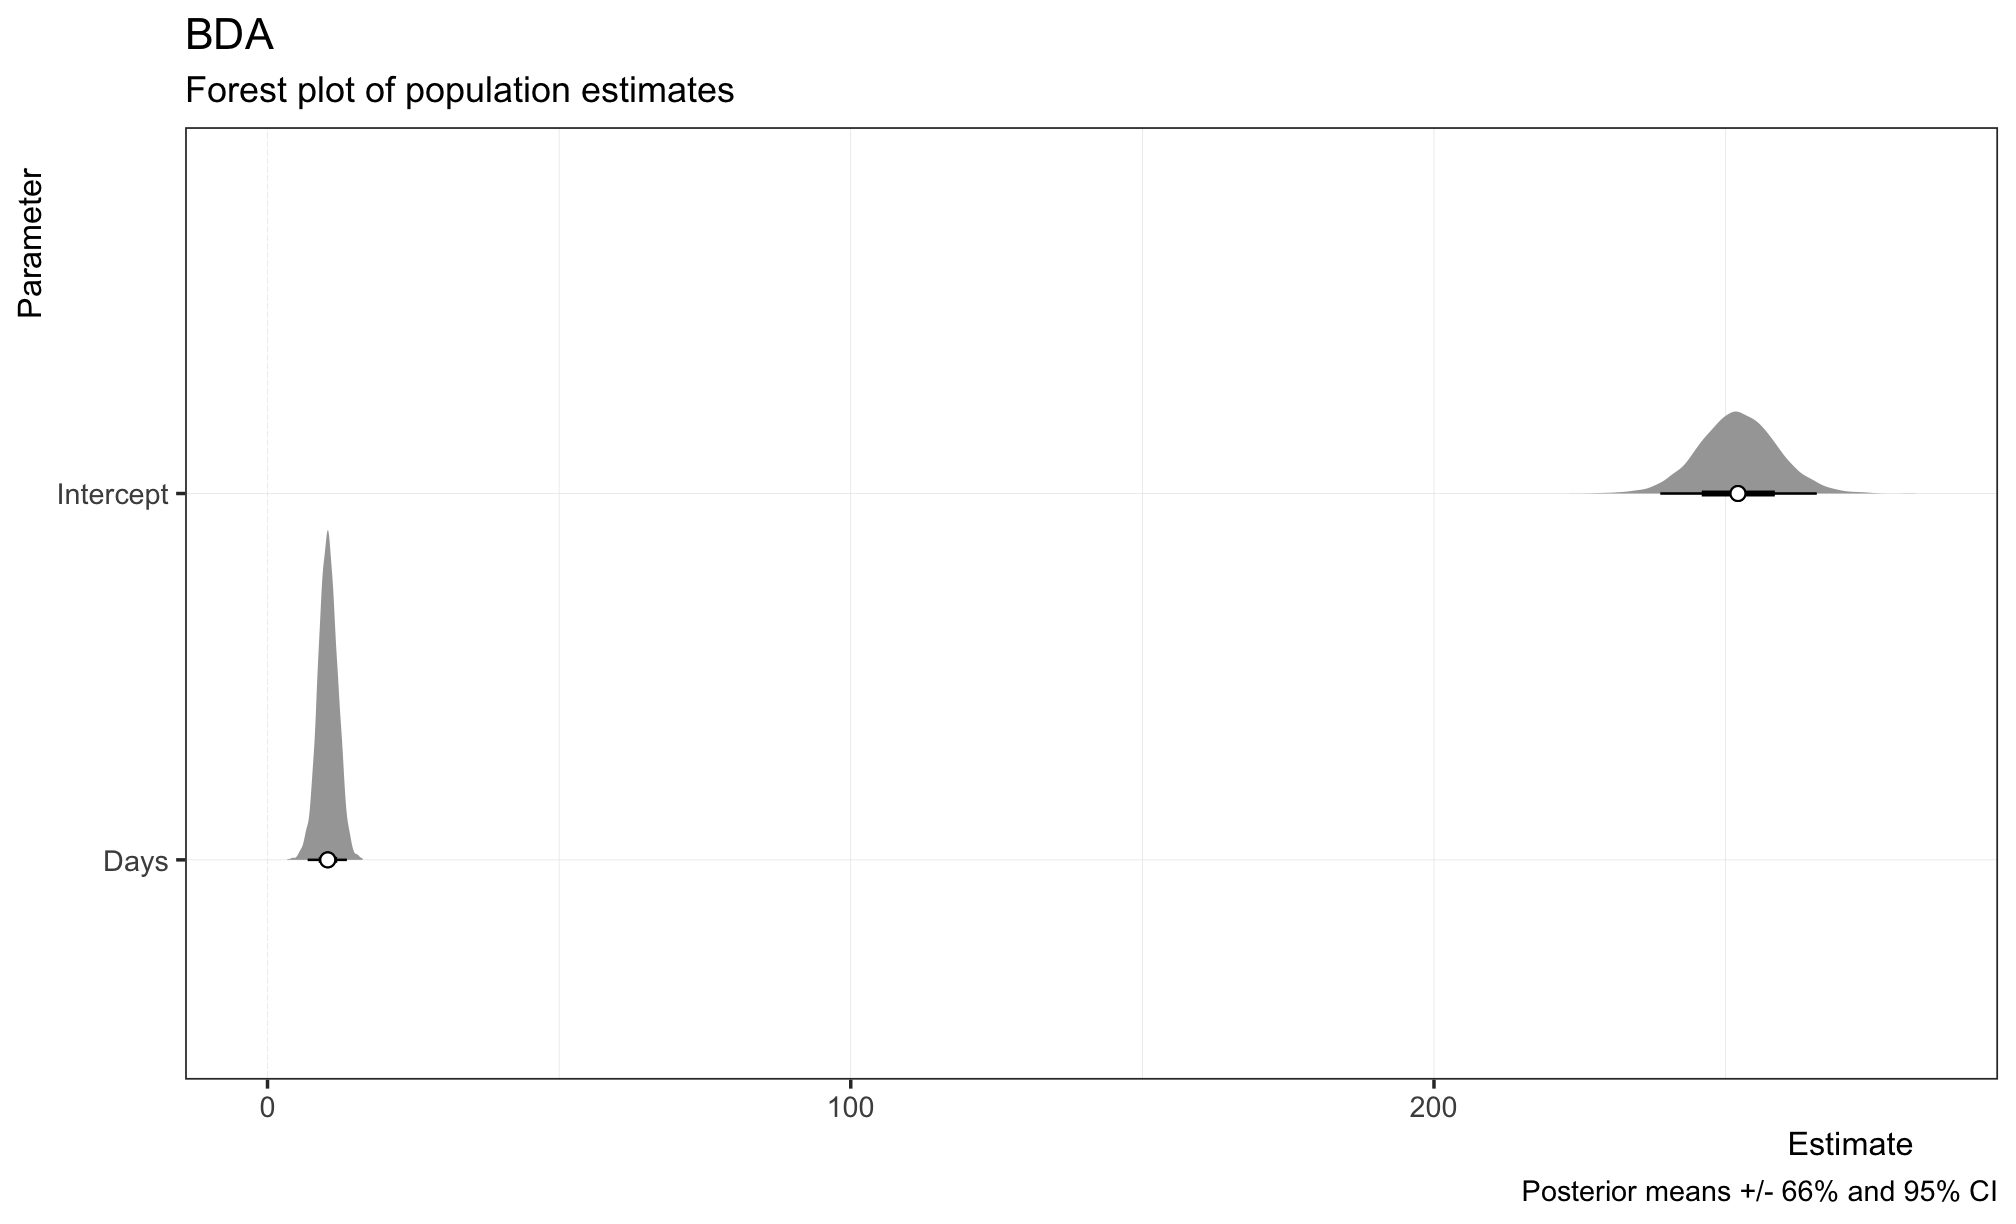 BDA
Forest plot of population estimates
Parameter
Intercept
Days
0
100
200
Estimate
Posterior means +/- 66% and 95% CI